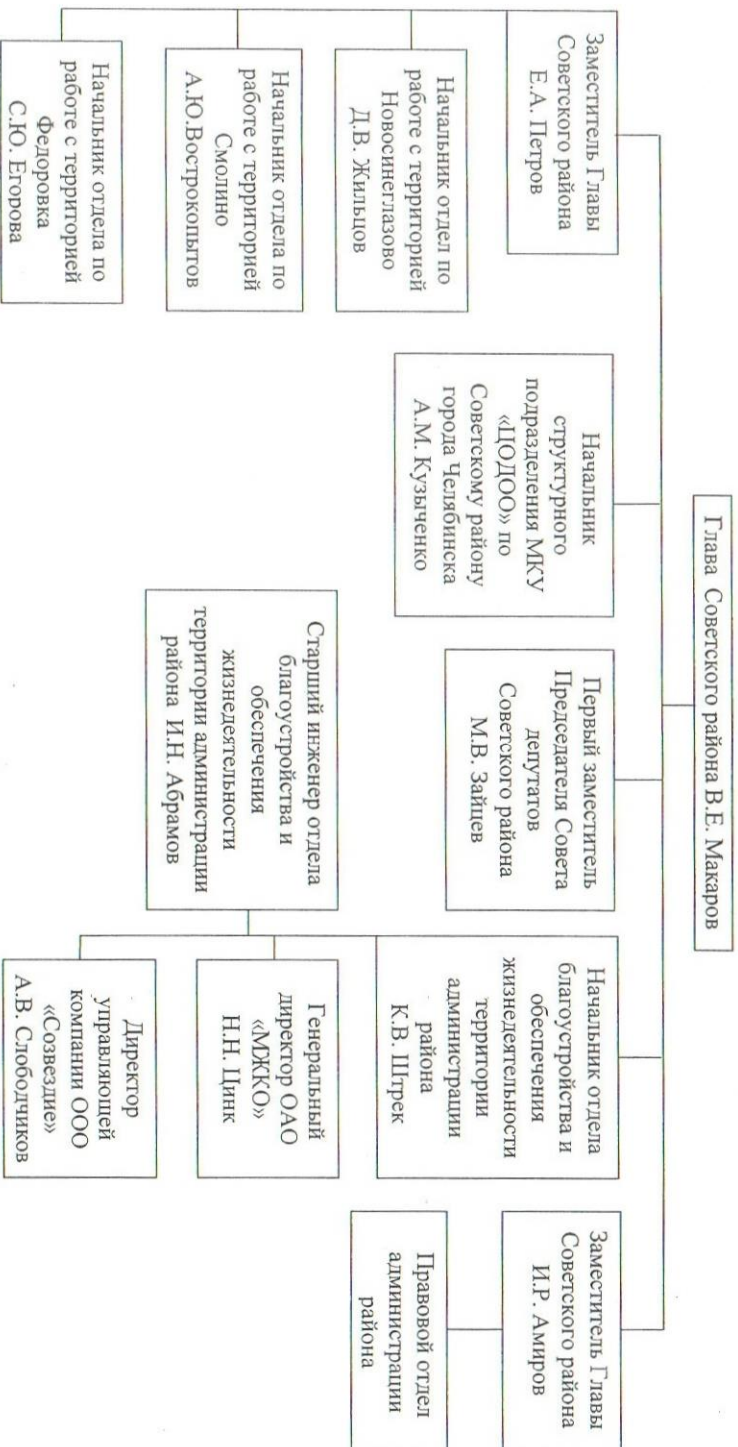 Глава Советского района В.Е. Макаров
Заместитель Главы
Советского района
Е.А. Петров
Начальник отдел по
работе с территорией
Новосинеглазово
Д.В. Жильцов
Начальник отдела по
работе с территорией
Смолино
А.Ю.Вострокопытов
Начальник отдела по
работе с территорией
Федоровка
С.Ю. Егорова
Начальник
структурного
подразделения МКУ
«ЦОДОО» по
Советскому району
города Челябинска
А.М. Кузыченко
Первый заместитель
Председателя Совета
депутатов
Советского района
М.В. Зайцев
Старший инженер отдела
благоустройства и
обеспечения
жизнедеятельности
территории администрации
района И.Н. Абрамов
Начальник отдела
благоустройства и
обеспечения
жизнедеятельности
территории
администрации
района
К.В. Штрек
Генеральный
директор ОАО
«МЖКО»
Н.Н. Цинк
Директор
управляющей
компании ООО
«Созвездие»
А.В. Слободчиков
Заместитель Главы
Советского района
И.Р. Амиров
Правовой отдел
администрации
района